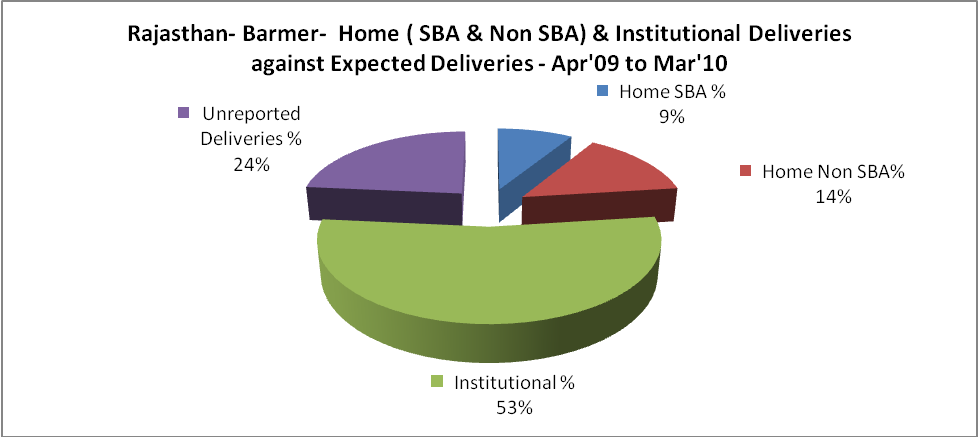 Rajasthan- Barmer- Home ( SBA & Non SBA) & Institutional Deliveries
against Expected Deliveries - Apr'09 to Mar'10
Home SBA %
9%
Unreported
Deliveries %
24%
Home Non SBA%
14%
Institutional %
53%